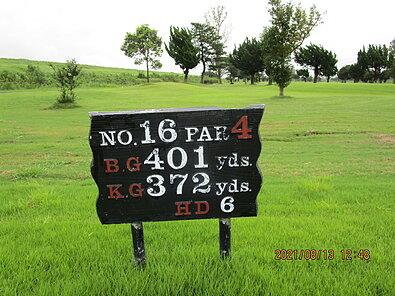 NO. 16 PAR 4
B.G 401 yds.
K.G 372 yds.
HD 6
2021/08/13 12:48